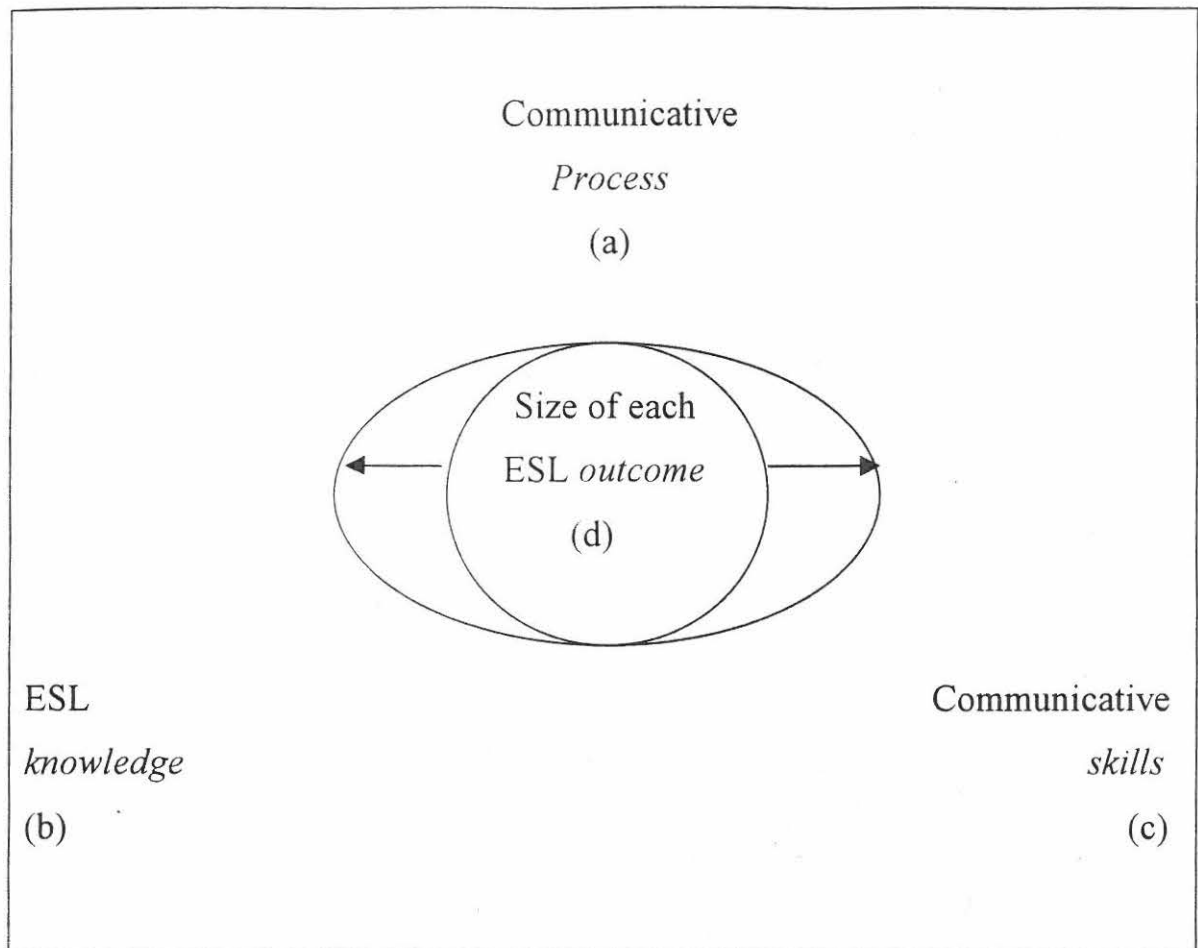 Communicative
Process
(a)
Size of each
ESL outcome
(d)
ESL
knowledge
(b)
Communicative
skills
(c)